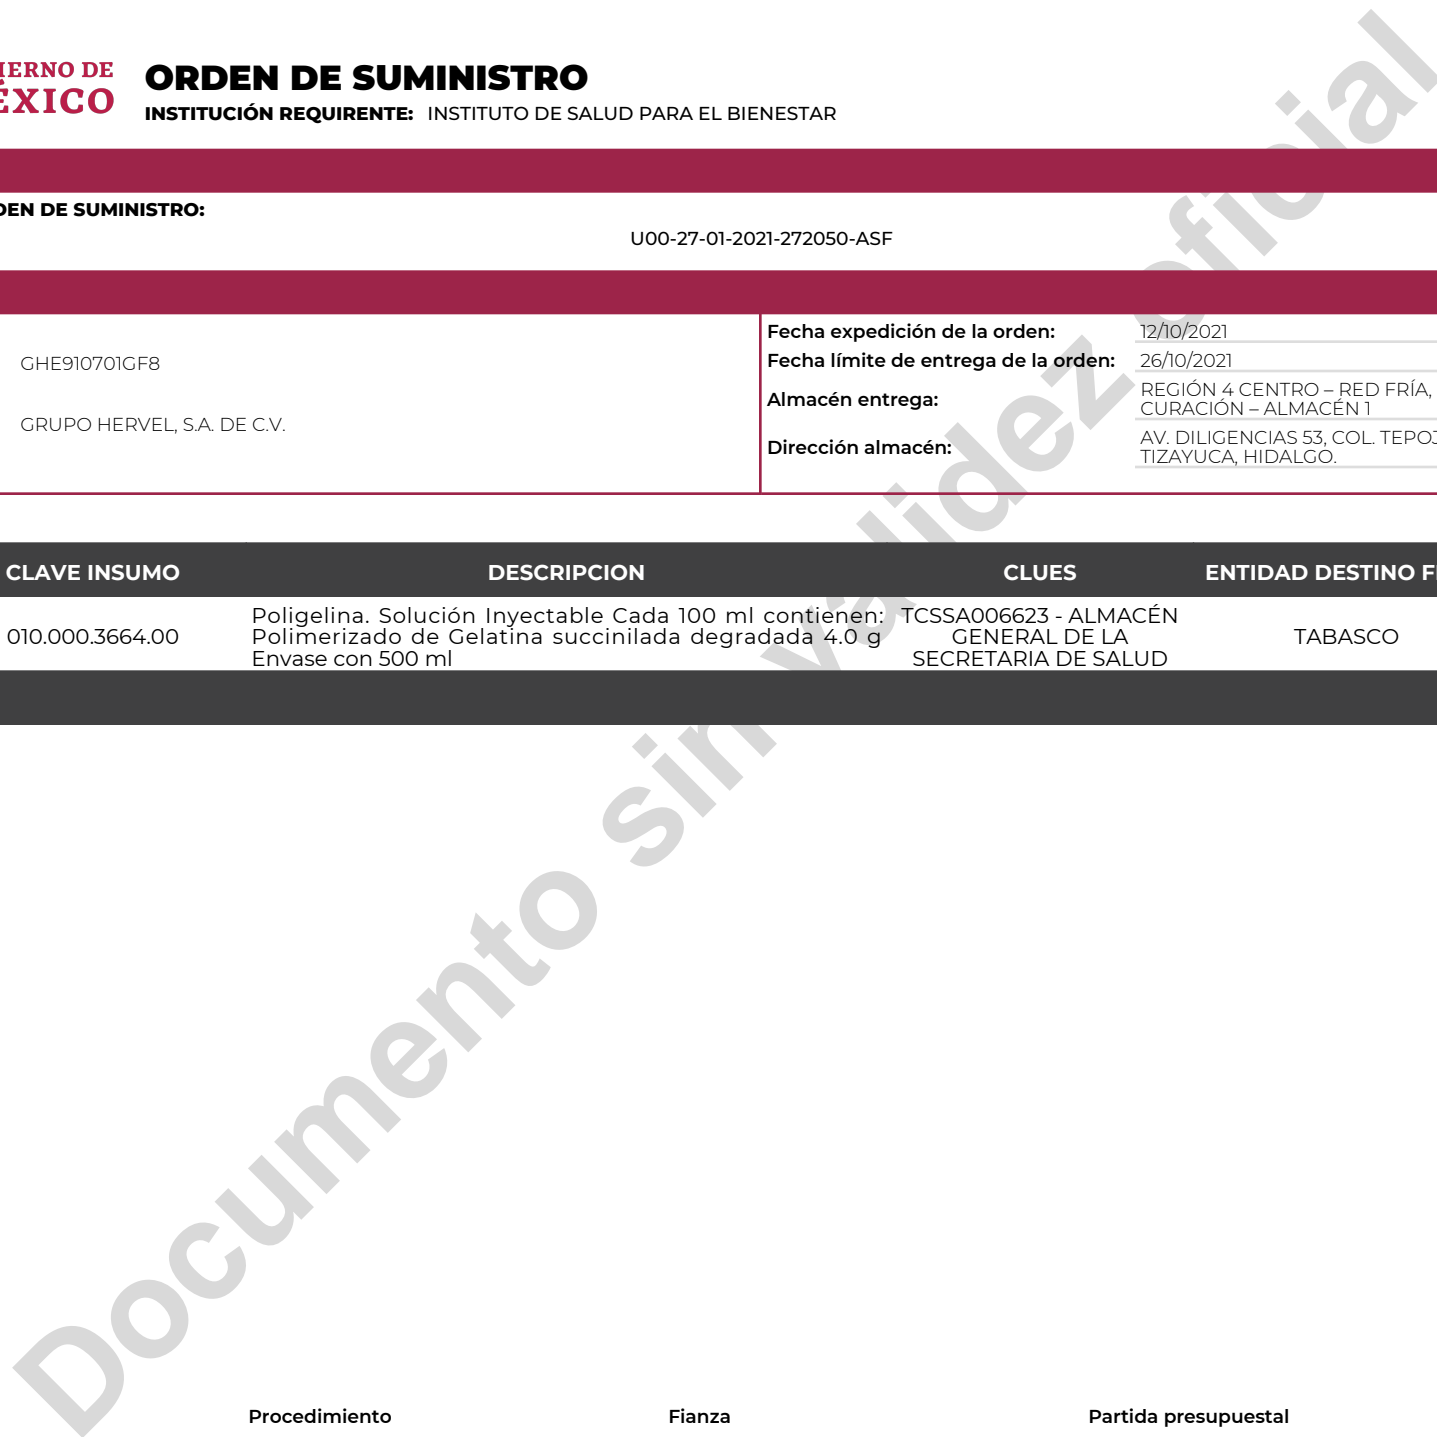 IERNO DE
ÉXICO
ORDEN DE SUMINISTRO
INSTITUCIÓN REQUIRENTE: INSTITUTO DE SALUD PARA EL BIENESTAR
DEN DE SUMINISTRO:
U00-27-01-2021-272050-ASF
GHE910701GF8
GRUPO HERVEL, S.A. DE C.V.
Fecha expedición de la orden: 12/10/2021
Fecha límite de entrega de la orden: 26/10/2021
Almacén entrega: REGIÓN 4 CENTRO – RED FRÍA,
CURACIÓN – ALMACÉN 1
Dirección almacén: AV. DILIGENCIAS 53, COL. TEPOJ
TIZAYUCA, HIDALGO.
CLAVE INSUMO DESCRIPCION CLUES ENTIDAD DESTINO F
010.000.3664.00
Poligelina. Solución Inyectable Cada 100 ml contienen:
Polimerizado de Gelatina succinilada degradada 4.0 g
Envase con 500 ml
TCSSA006623 - ALMACÉN
GENERAL DE LA
SECRETARIA DE SALUD
TABASCO
Documento sin validez oficial
Procedimiento Fianza Partida presupuestal